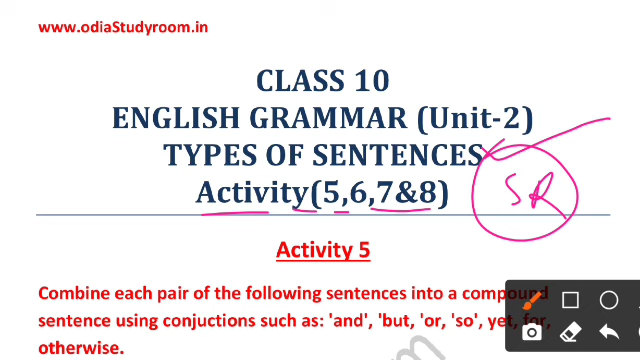 www.odiaStudyroom.in
CLASS 10
ENGLISH GRAMMAR (Unit-2)
TYPES OF SENTENCES
Activity(5,6,7&8)
SR
Activity 5
Combine each pair of the following sentences into a compound
sentence using conjuctions such as: 'and', 'but, 'or, 'so', yet, for,
otherwise.
om